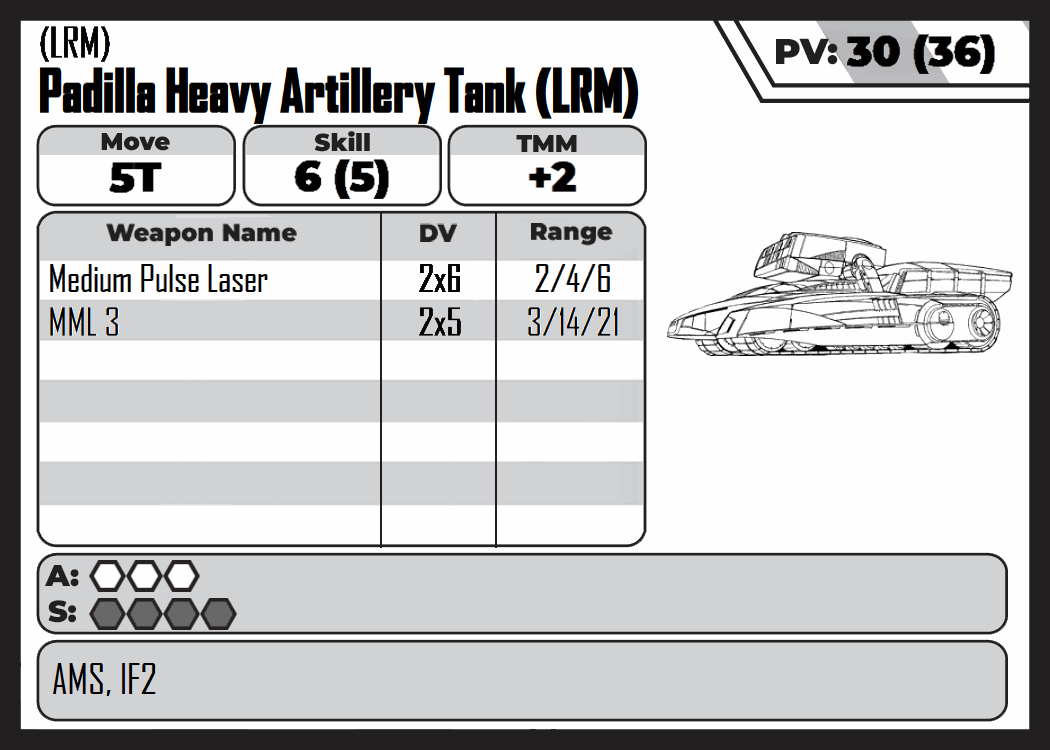 (LRM)
PV: 30 (36)
Padilla Heavy Artillery Tank (LRM)
Move Skill TMM
5T 6 (5) +2
Weapon Name DV Range
Medium Pulse Laser 2x6 2/4/6
MML 3 2x5 3/14/21
A:
S:
AMS, IF2